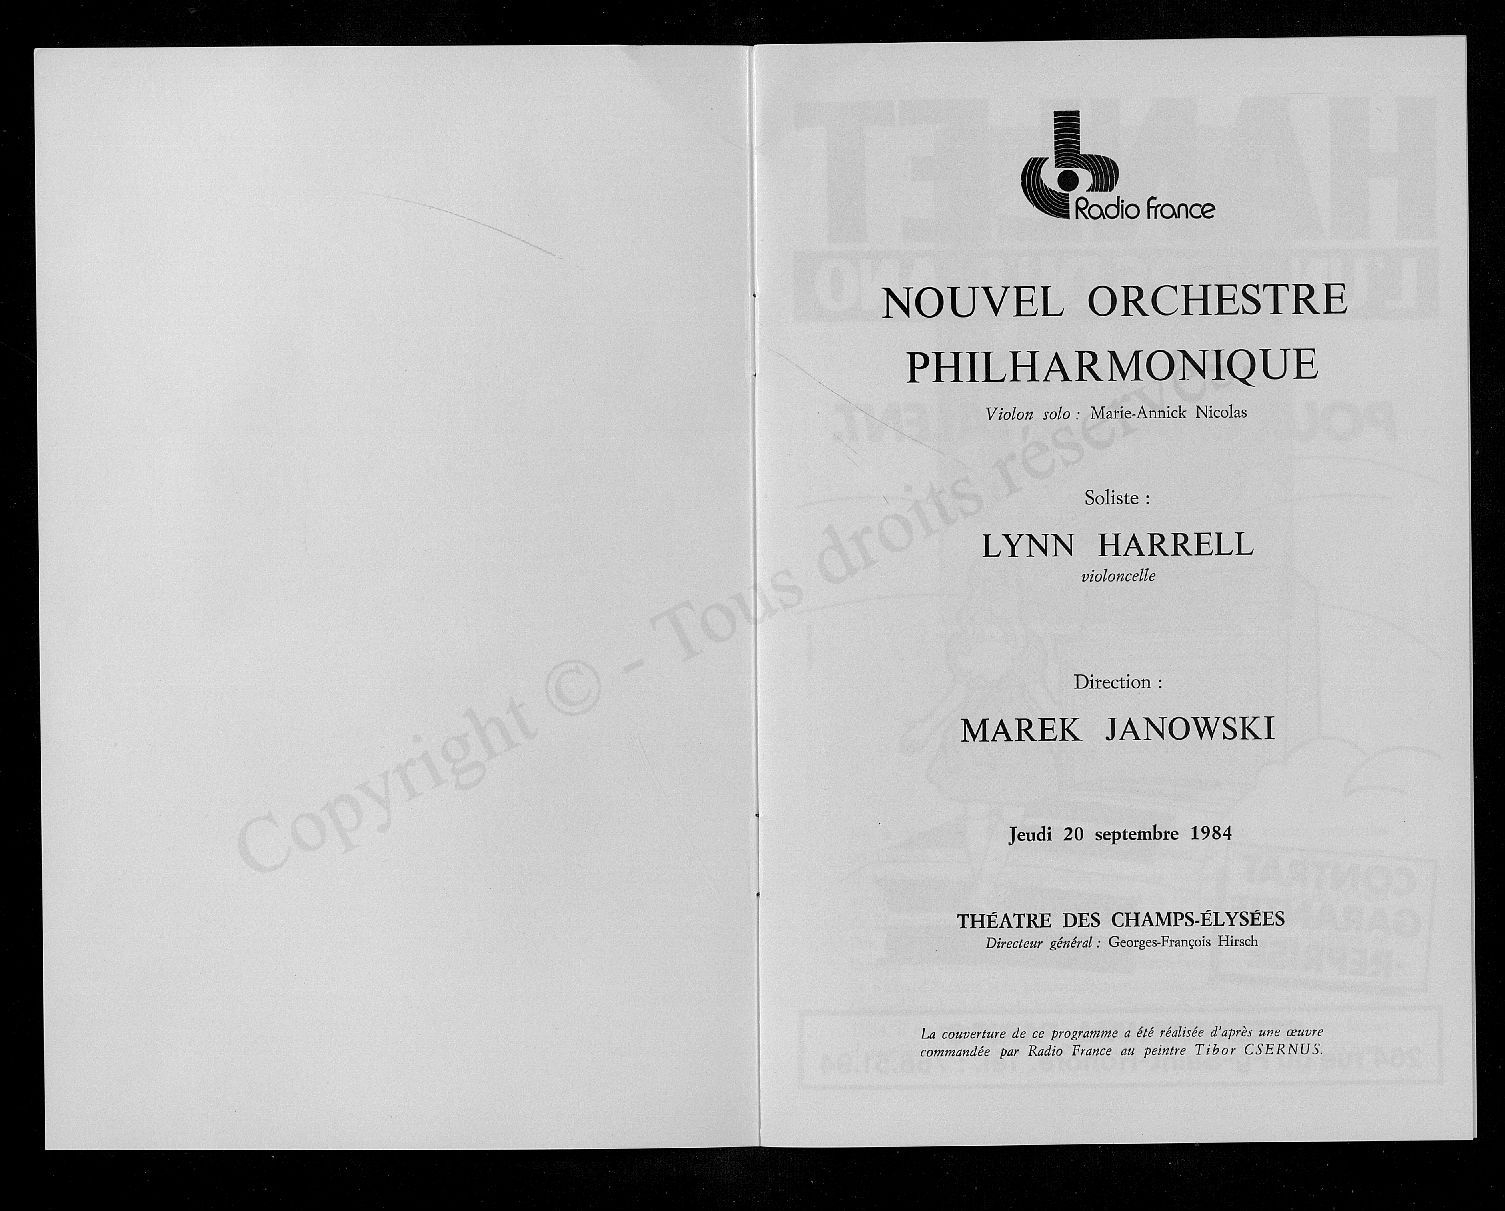 Radio France
NOUVEL ORCHESTRE
PHILHARMONIQUE
Violon solo : Marie-Annick Nicolas
Soliste :
LYNN HARRELL
violoncelle
Direction :
MAREK JANOWSKI
Jeudi 20 septembre 1984
THÉATRE DES CHAMPS-ÉLYSÉES
Directeur général : Georges-François Hirsch
La couverture de ce programme a été réalisée d'après une œuvre
commandée par Radio France au peintre Tibor CSERNUS.
Copyright © - Tous droits réservés